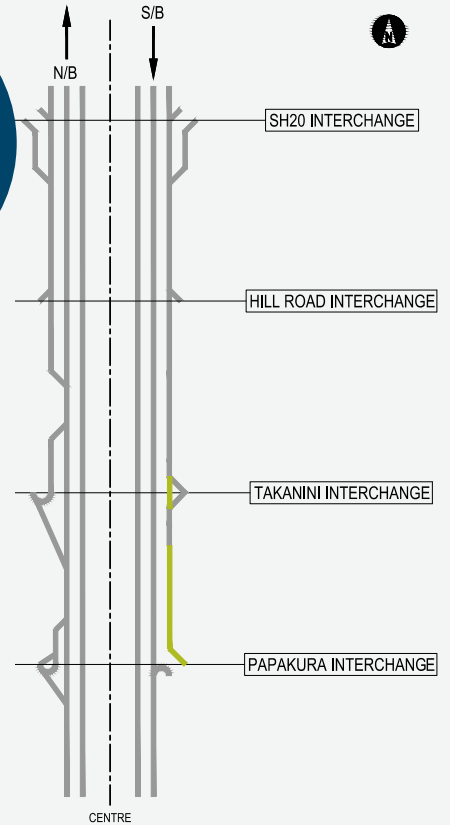 S/B
N/B
N
SH20 INTERCHANGE
HILL ROAD INTERCHANGE
TAKANINI INTERCHANGE
PAPAKURA INTERCHANGE
CENTRE